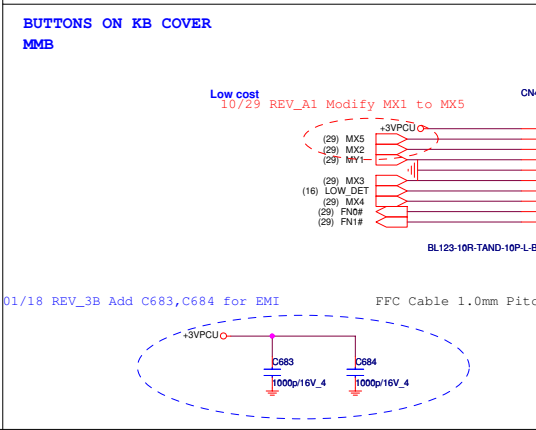 BUTTONS ON KB COVER
MMB
Low cost
CN4
10/29 REV_A1 Modify MX1 to MX5
+3VPCU
(29) MX5
(29) MX2
(29) MY1
(29) MX3
(16) LOW_DET
(29) MX4
(29) FN0#
(29) FN1#
BL123-10R-TAND-10P-L-B
01/18 REV_3B Add C683,C684 for EMI
FFC Cable 1.0mm Pitc
+3VPCU
C683
C684
1000p/16V_4
1000p/16V_4